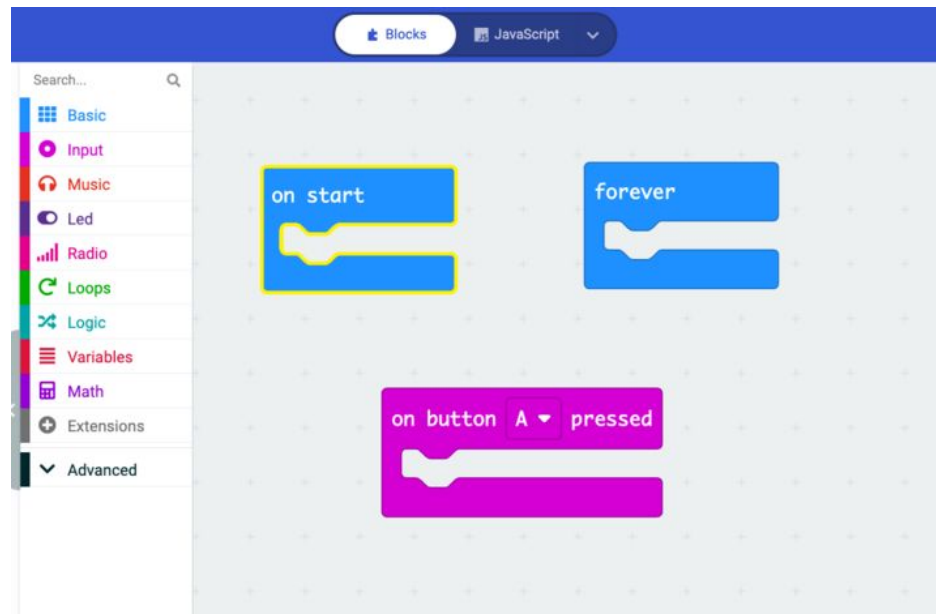 Blocks
JS JavaScript
Search...
Basic
Input
Music
Led
Radio
Loops
Logic
Variables
Math
Extensions
Advanced
on start
forever
on button A pressed